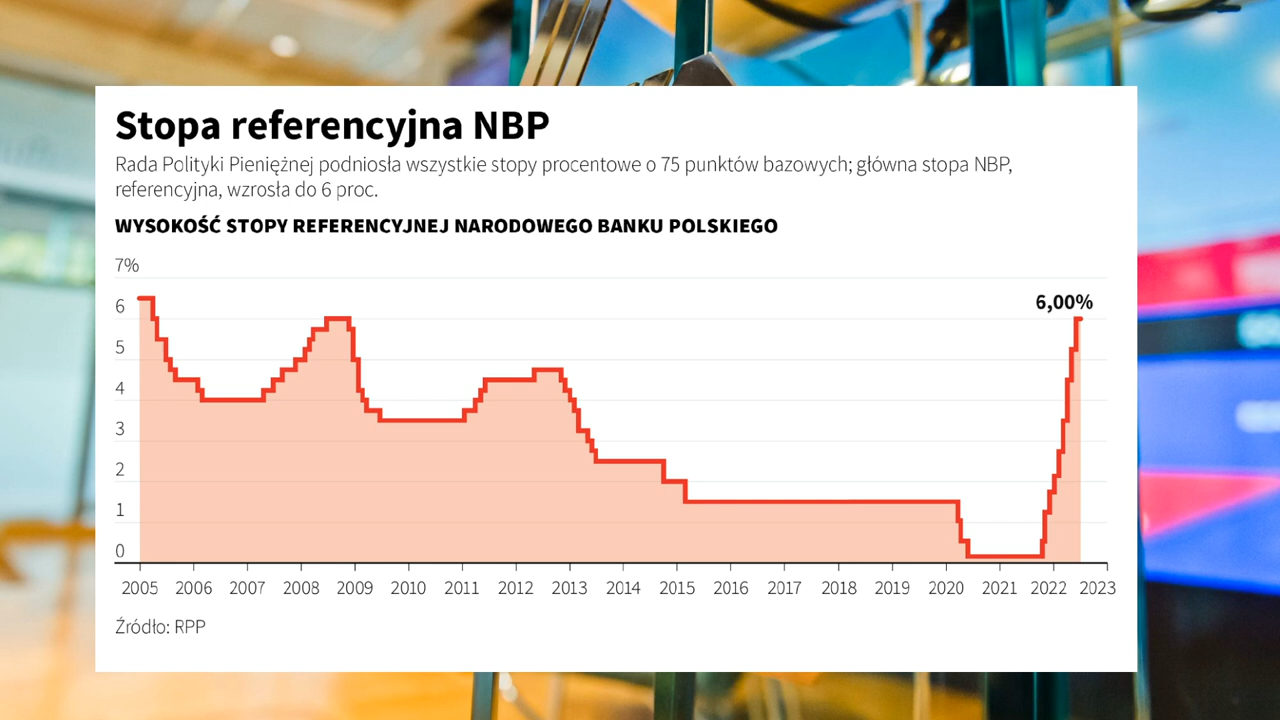 Stopa referencyjna NBP
Rada Polityki Pieniężnej podniosła wszystkie stopy procentowe o 75 punktów bazowych; główna stopa NBP,
referencyjna, wzrosła do 6 proc.
WYSOKOŚĆ STOPY REFERENCYJNEJ NARODOWEGO BANKU POLSKIEGO
7%
6,00%
6
5
4
3
2
1
0
2005 2006 2007 2008 2009 2010 2011 2012 2013 2014 2015 2016 2017 2018 2019 2020 2021 2022 2023
Źródło: RPP